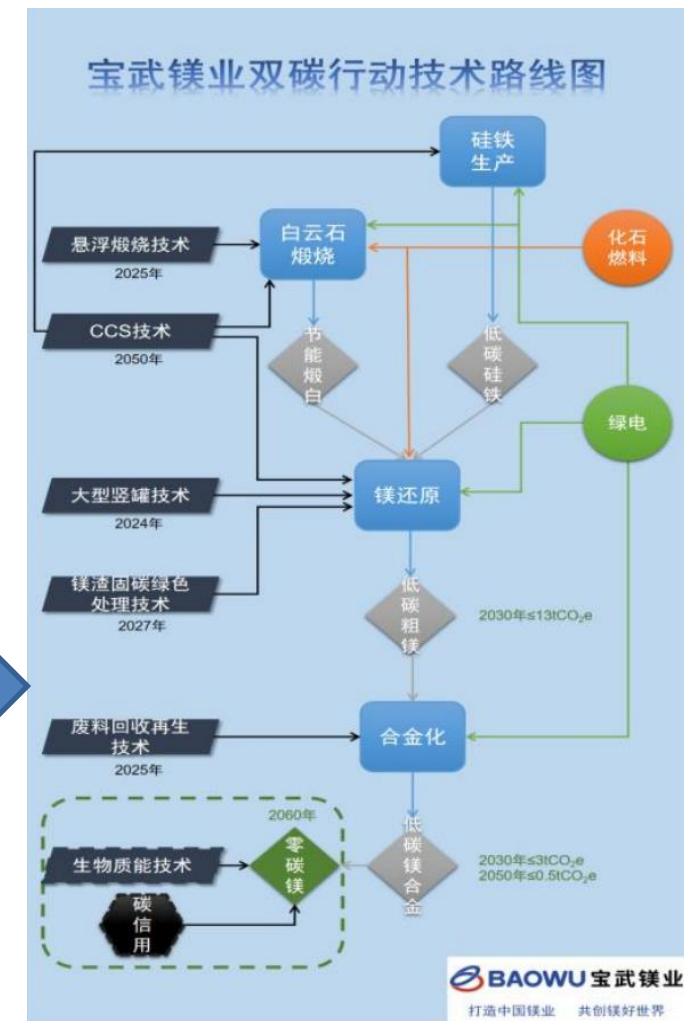 宝武镁业双碳行动技术路线图
硅铁
生产
悬浮煅烧技术
2025年
白云石
煅烧
化石
燃料
CCS技术
2050年
节
能
煅
白
低
碳
硅
铁
绿电
大型竖罐技术
2024年
镁还原
镁渣固碳绿色
处理技术
2027年
低
碳
粗
镁
2030年≤13tCO₂e
废料回收再生
技术
2025年
合金化
2060年
生物质能技术
零
碳
镁
低
碳
镁
合
金
2030年≤3tCO₂e
2050年≤0.5tCO₂e
碳
信
用
BAOWU 宝武镁业
打造中国镁业 共创镁好世界